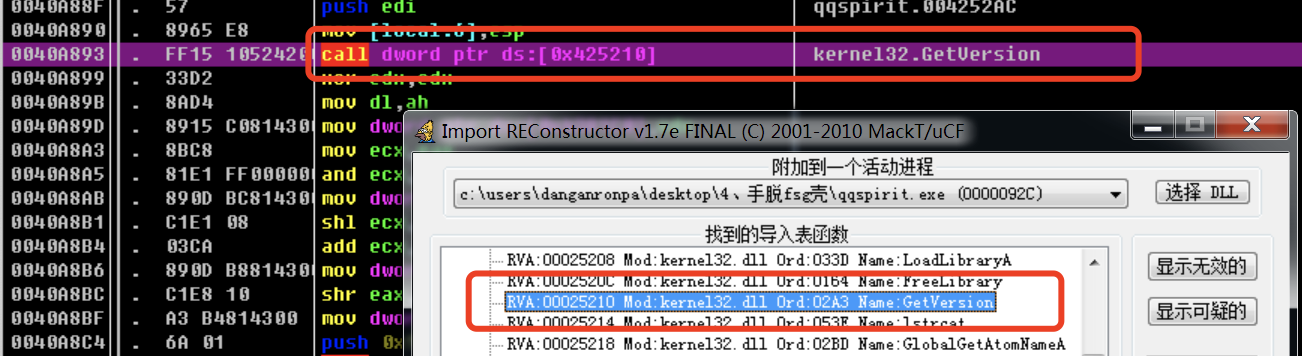 0040A88F . 57 push edi qqspirit.004252AC
0040A890 . 8965 E8 mov [local.6],esp
0040A893 . FF15 1052420 call dword ptr ds:[0x425210] kernel32.GetVersion
0040A899 . 33D2 xor edx,edx
0040A89B . 8AD4 mov dl,ah
0040A89D . 8915 C0814300 mov dwo
0040A8A3 . 8BC8 mov ecx
0040A8A5 . 81E1 FF000000 and ecx
0040A8AB . 890D BC814300 mov dwo
0040A8B1 . C1E1 08 shl ecx
0040A8B4 . 03CA add ecx
0040A8B6 . 890D B8814300 mov dwo
0040A8BC . C1E8 10 shr eax
0040A8BF . A3 B4814300 mov dwo
0040A8C4 . 6A 01 push 0x
Import REConstructor v1.7e FINAL (C) 2001-2010 MackT/uCF
附加到一个活动进程
c:\users\danganronpa\desktop\4、手脱fsg壳\qqspirit.exe (0000092C)
选择 DLL
找到的导入表函数
RVA:00025208 Mod:kernel32.dll Ord:033D Name:LoadLibraryA
RVA:0002520C Mod:kernel32.dll Ord:0164 Name:FreeLibrary
RVA:00025210 Mod:kernel32.dll Ord:02A3 Name:GetVersion
RVA:00025214 Mod:kernel32.dll Ord:053E Name:lstrcat
RVA:00025218 Mod:kernel32.dll Ord:02BD Name:GlobalGetAtomNameA
显示无效的
显示可疑的